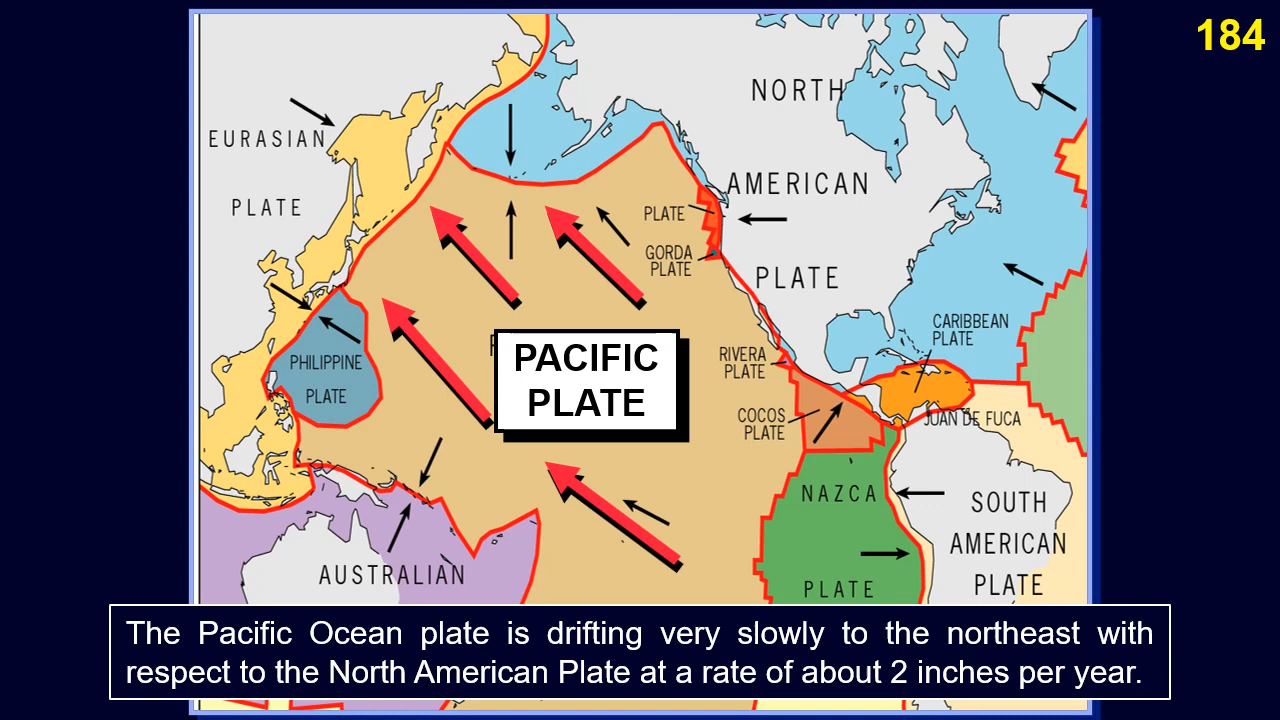 184
NORTH
EURASIAN
PLATE
AMERICAN
PLATE
PLATE
GORDA
PLATE
CARIBBEAN
PLATE
PACIFIC
PLATE
RIVERA
PLATE
PHILIPPINE
PLATE
COCOS
PLATE
JUAN DE FUCA
NAZCA
PLATE
SOUTH
AMERICAN
PLATE
AUSTRALIAN
The Pacific Ocean plate is drifting very slowly to the northeast with
respect to the North American Plate at a rate of about 2 inches per year.